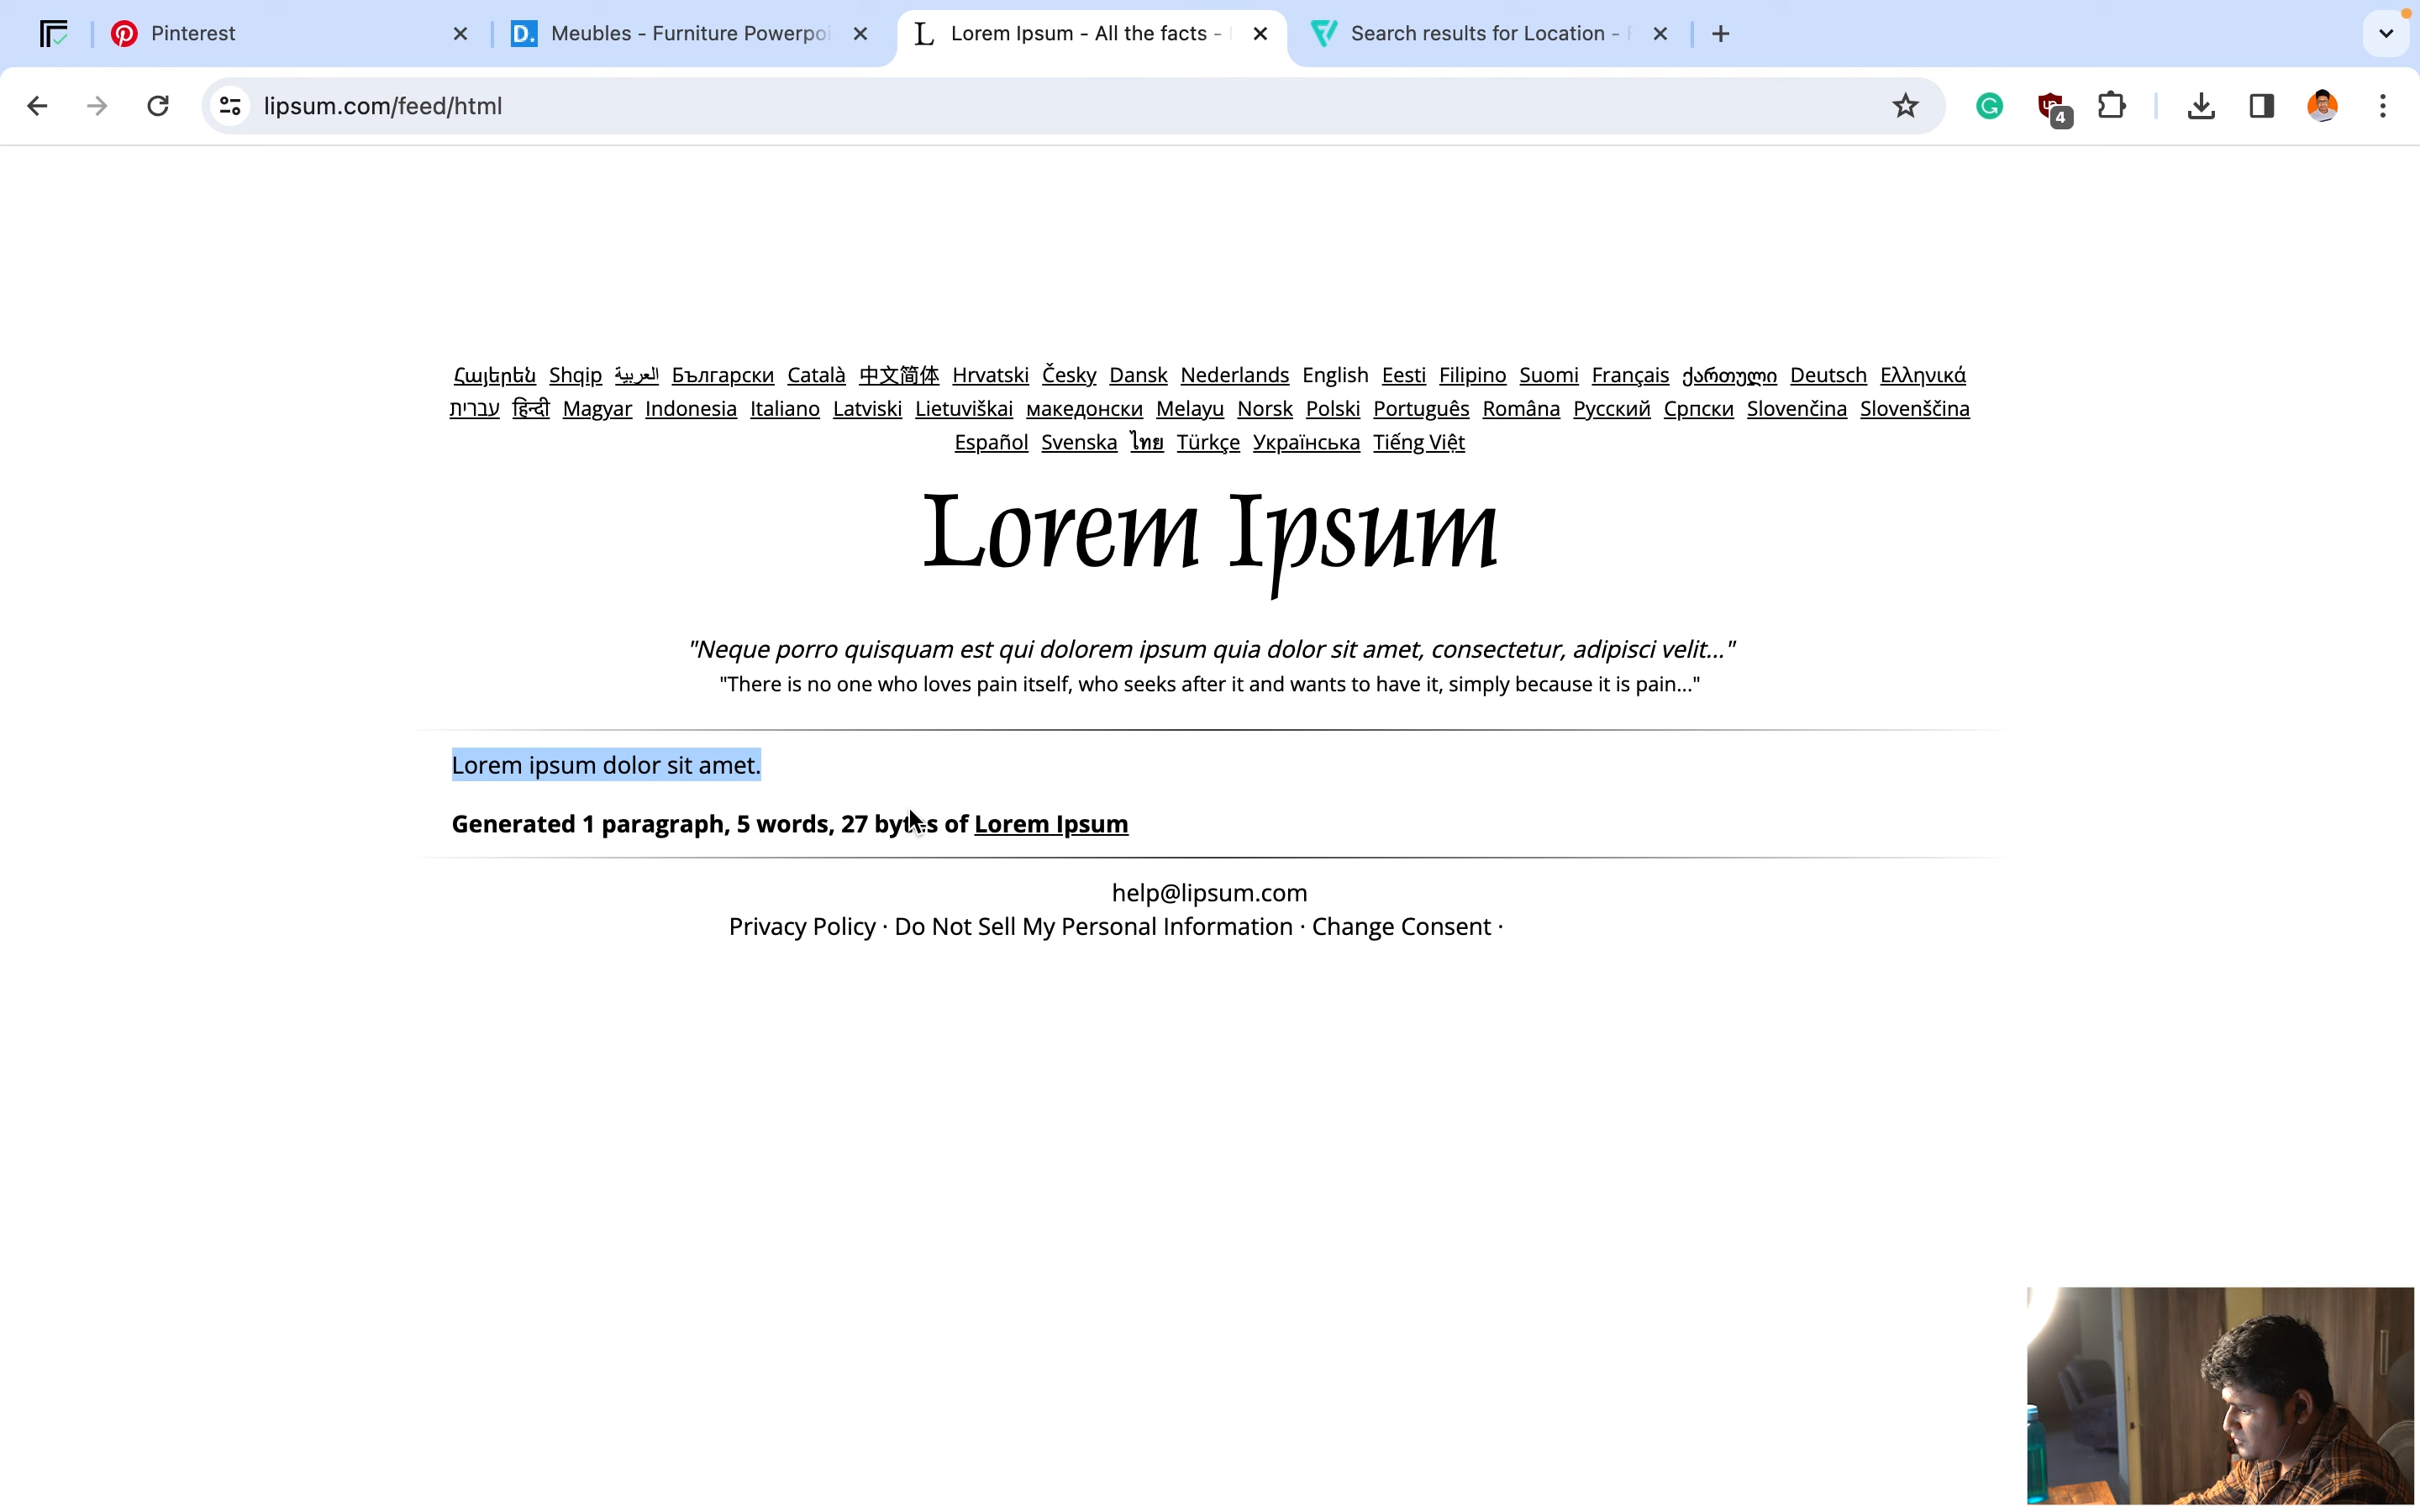 Pinterest
Meubles - Furniture Powerpoi
Lorem Ipsum - All the facts -
Search results for Location -
lipsum.com/feed/html
4
Հայերեն Shqip العربية Български Català 中文简体 Hrvatski Česky Dansk Nederlands English Eesti Filipino Suomi Français ქართული Deutsch Ελληνικά
עברית हिन्दी Magyar Indonesia Italiano Latviski Lietuviškai македонски Melayu Norsk Polski Português Româna Русский Српски Slovenčina Slovenščina
Español Svenska ไทย Türkçe Українська Tiếng Việt
Lorem Ipsum
"Neque porro quisquam est qui dolorem ipsum quia dolor sit amet, consectetur, adipisci velit..."
"There is no one who loves pain itself, who seeks after it and wants to have it, simply because it is pain..."
Lorem ipsum dolor sit amet.
Generated 1 paragraph, 5 words, 27 bytes of Lorem Ipsum
help@lipsum.com
Privacy Policy · Do Not Sell My Personal Information · Change Consent ·